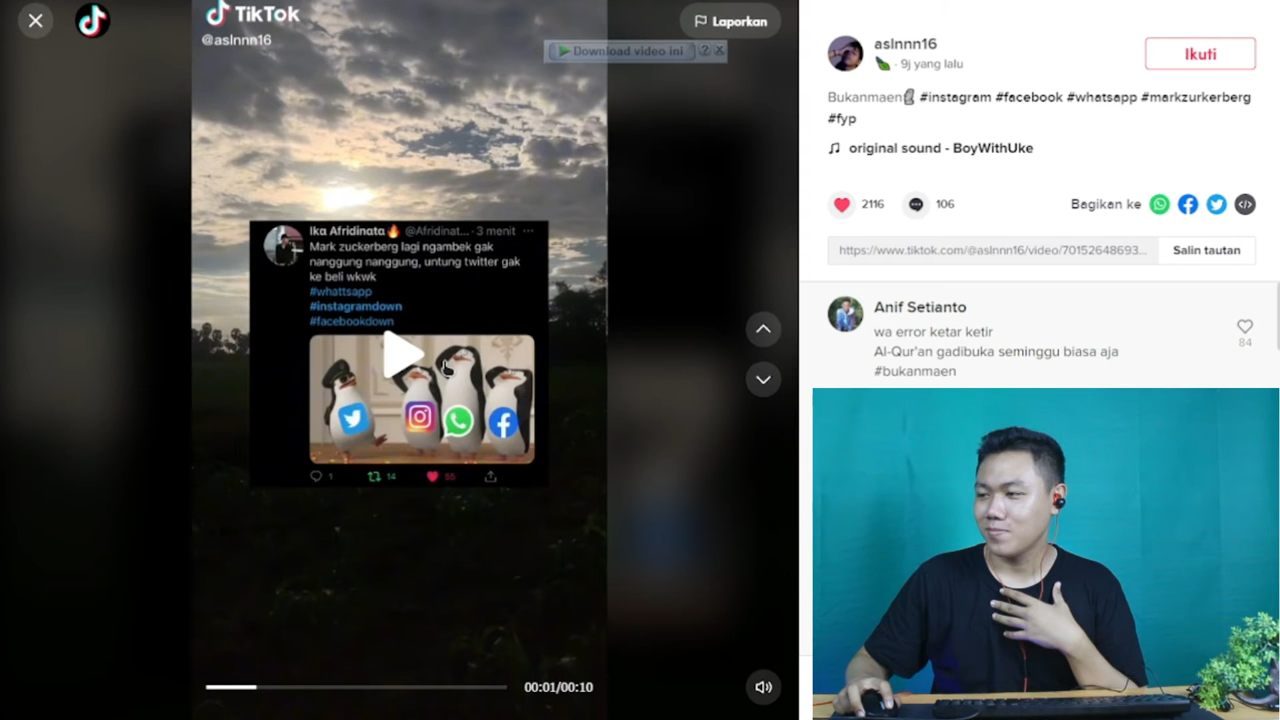 TikTok
@aslnnn16
Laporkan
Download video ini
Ika Afridinata🔥 @Afridinat... · 3 menit ···
Mark zuckerberg lagi ngambek gak
nanggung nanggung, untung twitter gak
ke beli wkwk
#whattsapp
#instagramdown
#facebookdown
1 14 65
00:01/00:10
aslnnn16
· 9j yang lalu
Ikuti
Bukanmaen🗿 #instagram #facebook #whatsapp #markzurkerberg
#fyp
♫ original sound - BoyWithUke
2116 106 Bagikan ke
https://www.tiktok.com/@aslnnn16/video/70152648693... Salin tautan
Anif Setianto
wa error ketar ketir
Al-Qur'an gadibuka seminggu biasa aja
#bukanmaen
84